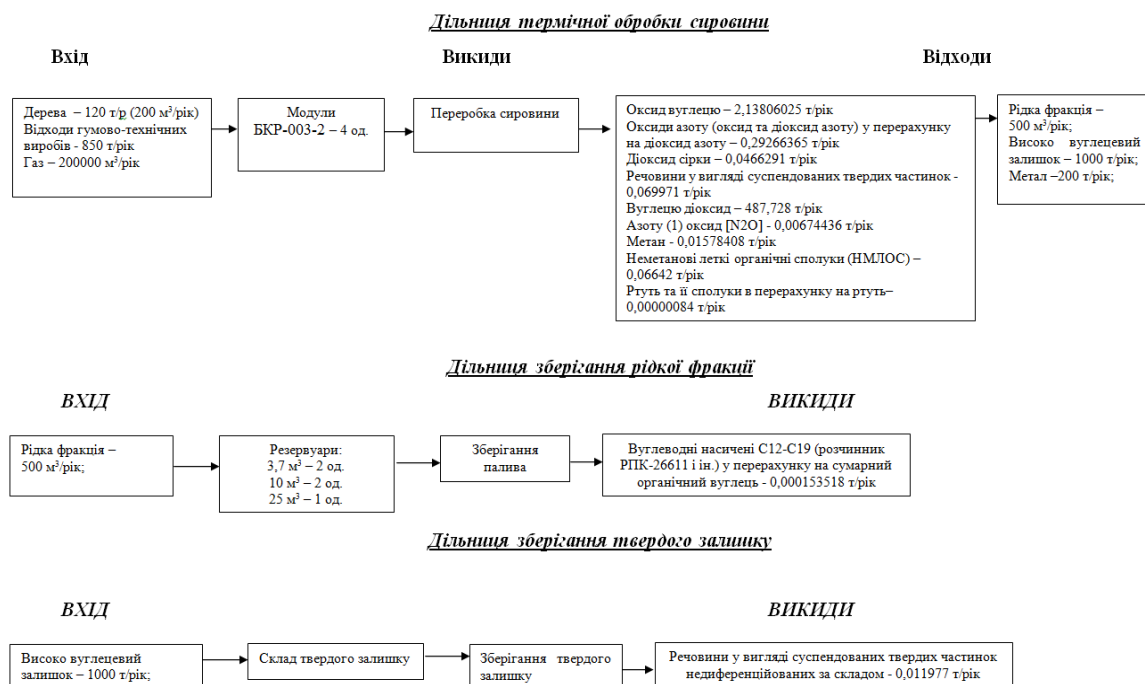 Дільниця термічної обробки сировини
Вхід
Викиди
Відходи
Дерева – 120 т/р (200 м³/рік)
Відходи гумово-технічних
виробів - 850 т/рік
Газ – 200000 м³/рік
Модули
БКР-003-2 – 4 од.
Переробка сировини
Оксид вуглецю – 2,13806025 т/рік
Оксиди азоту (оксид та діоксид азоту) у перерахунку
на діоксид азоту – 0,29266365 т/рік
Діоксид сірки – 0,0466291 т/рік
Речовини у вигляді суспендованих твердих частинок -
0,069971 т/рік
Вуглецю діоксид – 487,728 т/рік
Азоту (1) оксид [N2O] - 0,00674436 т/рік
Метан - 0,01578408 т/рік
Неметанові леткі органічні сполуки (НМЛОС) –
0,06642 т/рік
Ртуть та її сполуки в перерахунку на ртуть–
0,00000084 т/рік
Рідка фракція –
500 м³/рік;
Високо вуглецевий
залишок – 1000 т/рік;
Метал –200 т/рік;
Дільниця зберігання рідкої фракції
ВХІД
ВИКИДИ
Рідка фракція –
500 м³/рік;
Резервуари:
3,7 м³ – 2 од.
10 м³ – 2 од.
25 м³ – 1 од.
Зберігання
палива
Вуглеводні насичені С12-С19 (розчинник
РПК-26611 і ін.) у перерахунку на сумарний
органічний вуглець - 0,000153518 т/рік
Дільниця зберігання твердого залишку
ВХІД
ВИКИДИ
Високо вуглецевий
залишок – 1000 т/рік;
Склад твердого залишку
Зберігання твердого
залишку
Речовини у вигляді суспендованих твердих частинок
недиференційованих за складом - 0,011977 т/рік